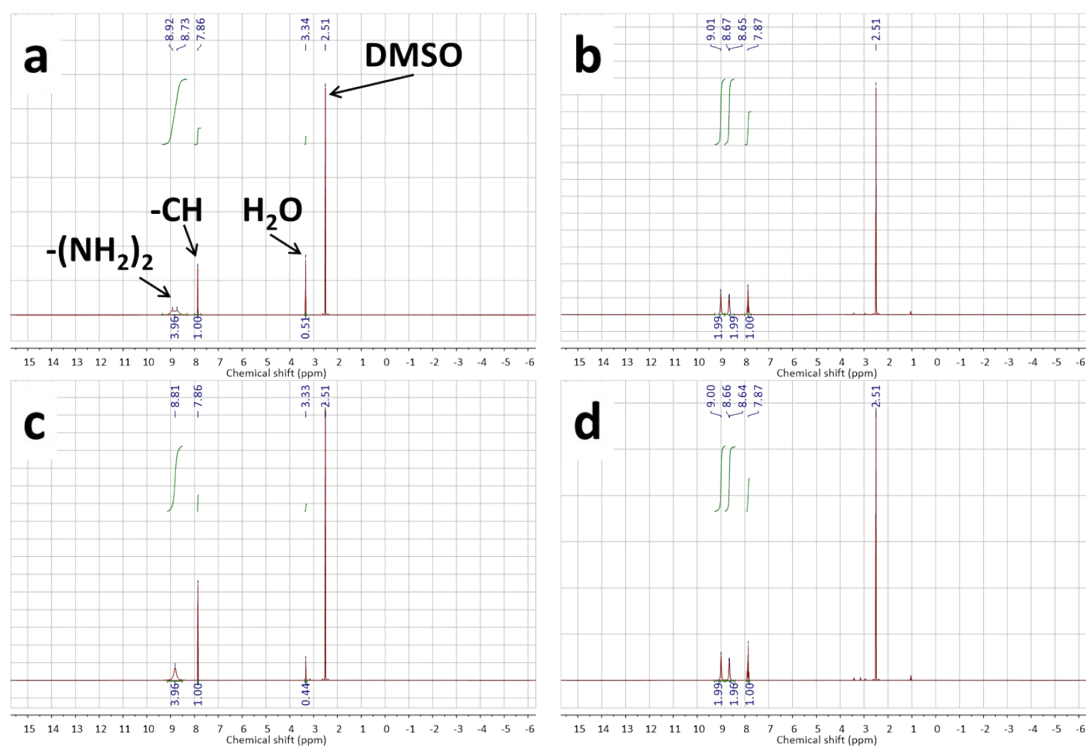 a
8.92
8.73
7.86
3.34
2.51
DMSO
-CH
H2O
-(NH2)2
3.96
1.00
0.51
15 14 13 12 11 10 9 8 7 6 5 4 3 2 1 0 -1 -2 -3 -4 -5 -6
Chemical shift (ppm)
b
9.01
8.67
8.65
7.87
2.51
1.99
1.99
1.00
15 14 13 12 11 10 9 8 7 6 5 4 3 2 1 0 -1 -2 -3 -4 -5 -6
Chemical shift (ppm)
c
8.81
7.86
3.33
2.51
3.96
1.00
0.44
15 14 13 12 11 10 9 8 7 6 5 4 3 2 1 0 -1 -2 -3 -4 -5 -6
Chemical shift (ppm)
d
9.00
8.66
8.64
7.87
2.51
1.99
1.96
1.00
15 14 13 12 11 10 9 8 7 6 5 4 3 2 1 0 -1 -2 -3 -4 -5 -6
Chemical shift (ppm)